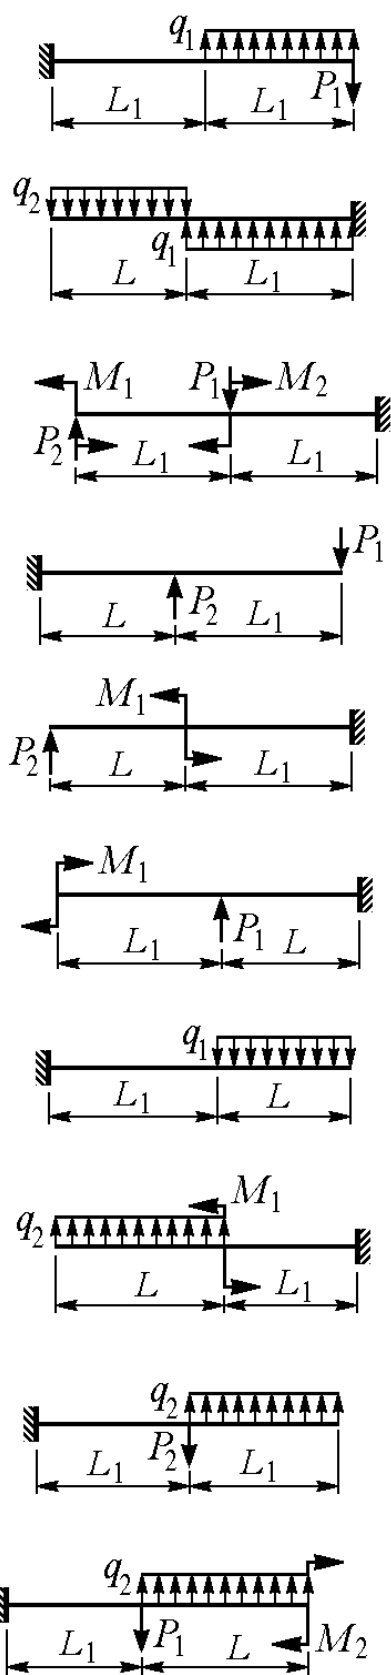 q₁
P₁
L₁ L₁
q₂
q₁
L L₁
M₁ P₁ M₂
P₂ L₁ L₁
P₁
L P₂ L₁
M₁
P₂ L L₁
M₁
L₁ P₁ L
q₁
L₁ L
M₁
q₂
L L₁
q₂
P₂
L₁ L₁
q₂
L₁ P₁ L M₂